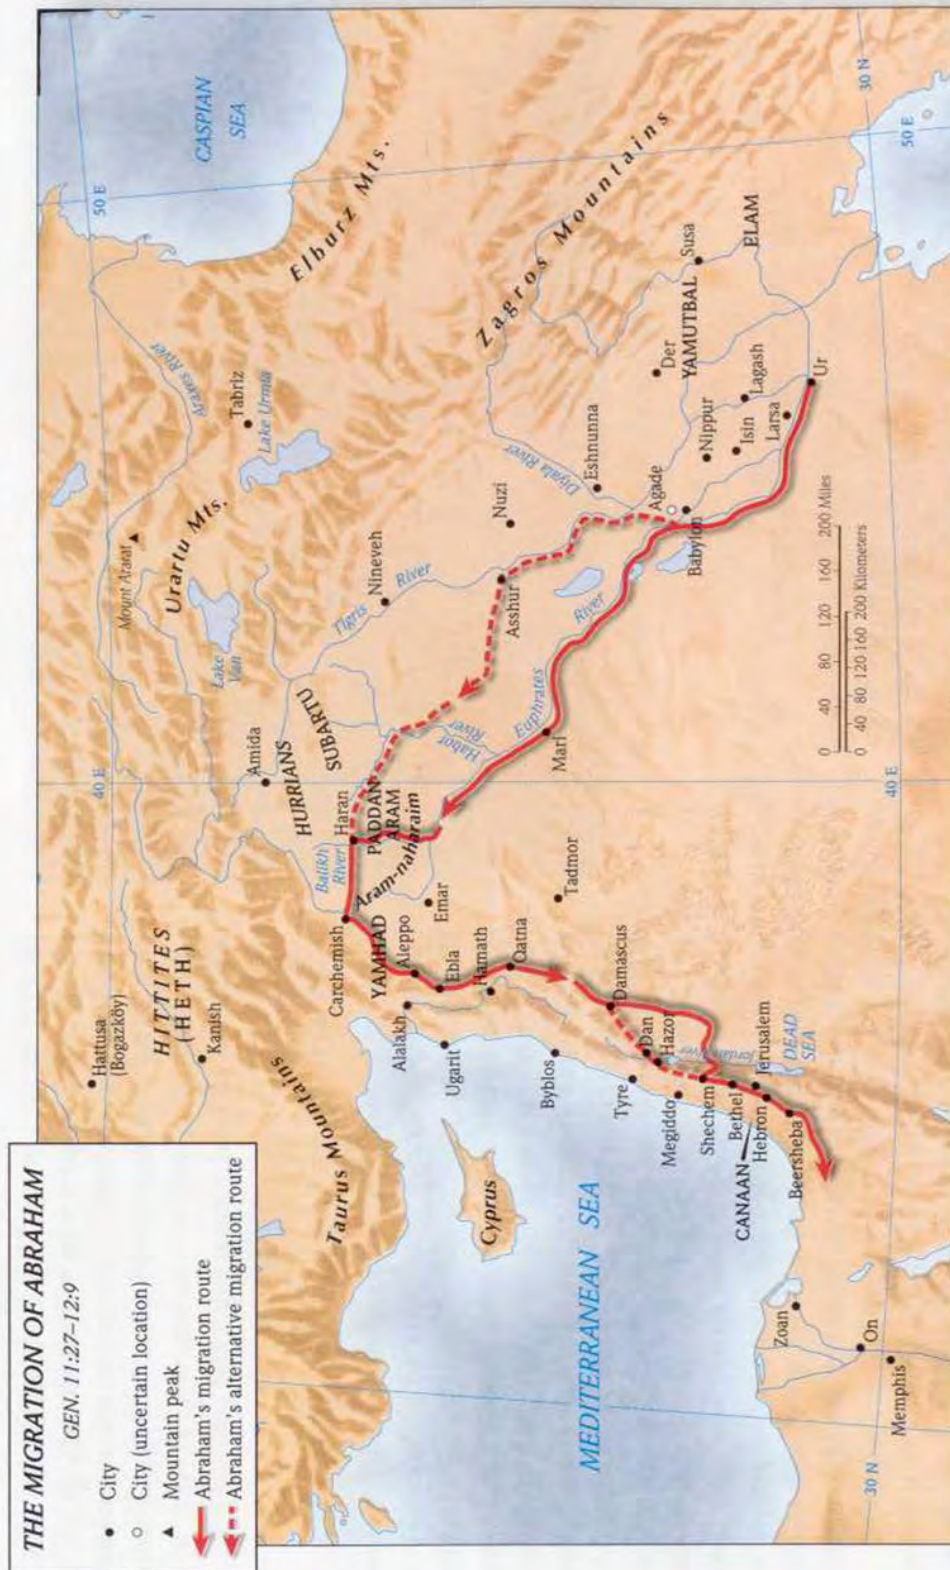 THE MIGRATION OF ABRAHAM
GEN. 11:27–12:9
City
City (uncertain location)
Mountain peak
Abraham's migration route
Abraham's alternative migration route
Hattusa
(Bogazköy)
HITTITES
(HETH)
Kanish
Taurus Mountains
Mount Ararat
Urartu Mts.
Araxes River
Tabriz
Lake Urmia
Lake
Van
CASPIAN
SEA
50 E
Elburz Mts.
Amida
40 E
HURRIANS
SUBARTU
Tigris
River
Nineveh
Nuzi
Asshur
Carchemish
Balikh
River
Haran
PADDAN
ARAM
Aram-naharaim
Habor
River
YAMHAD
Aleppo
Alalakh
Ebla
Emar
Ugarit
Hamath
Qatna
Tadmor
Mari
Euphrates
River
Diyala River
Eshnunna
Agade
Babylon
Zagros Mountains
Der
YAMUTBAL
Susa
ELAM
Nippur
Isin
Lagash
Larsa
Ur
Cyprus
MEDITERRANEAN SEA
Byblos
Damascus
Tyre
Dan
Hazor
Megiddo
Jordan River
Shechem
Bethel
Jerusalem
Hebron
DEAD
SEA
CANAAN
Beersheba
Zoan
On
Memphis
30 N
40 E
30 N
50 E
0 40 80 120 160 200 Miles
0 40 80 120 160 200 Kilometers